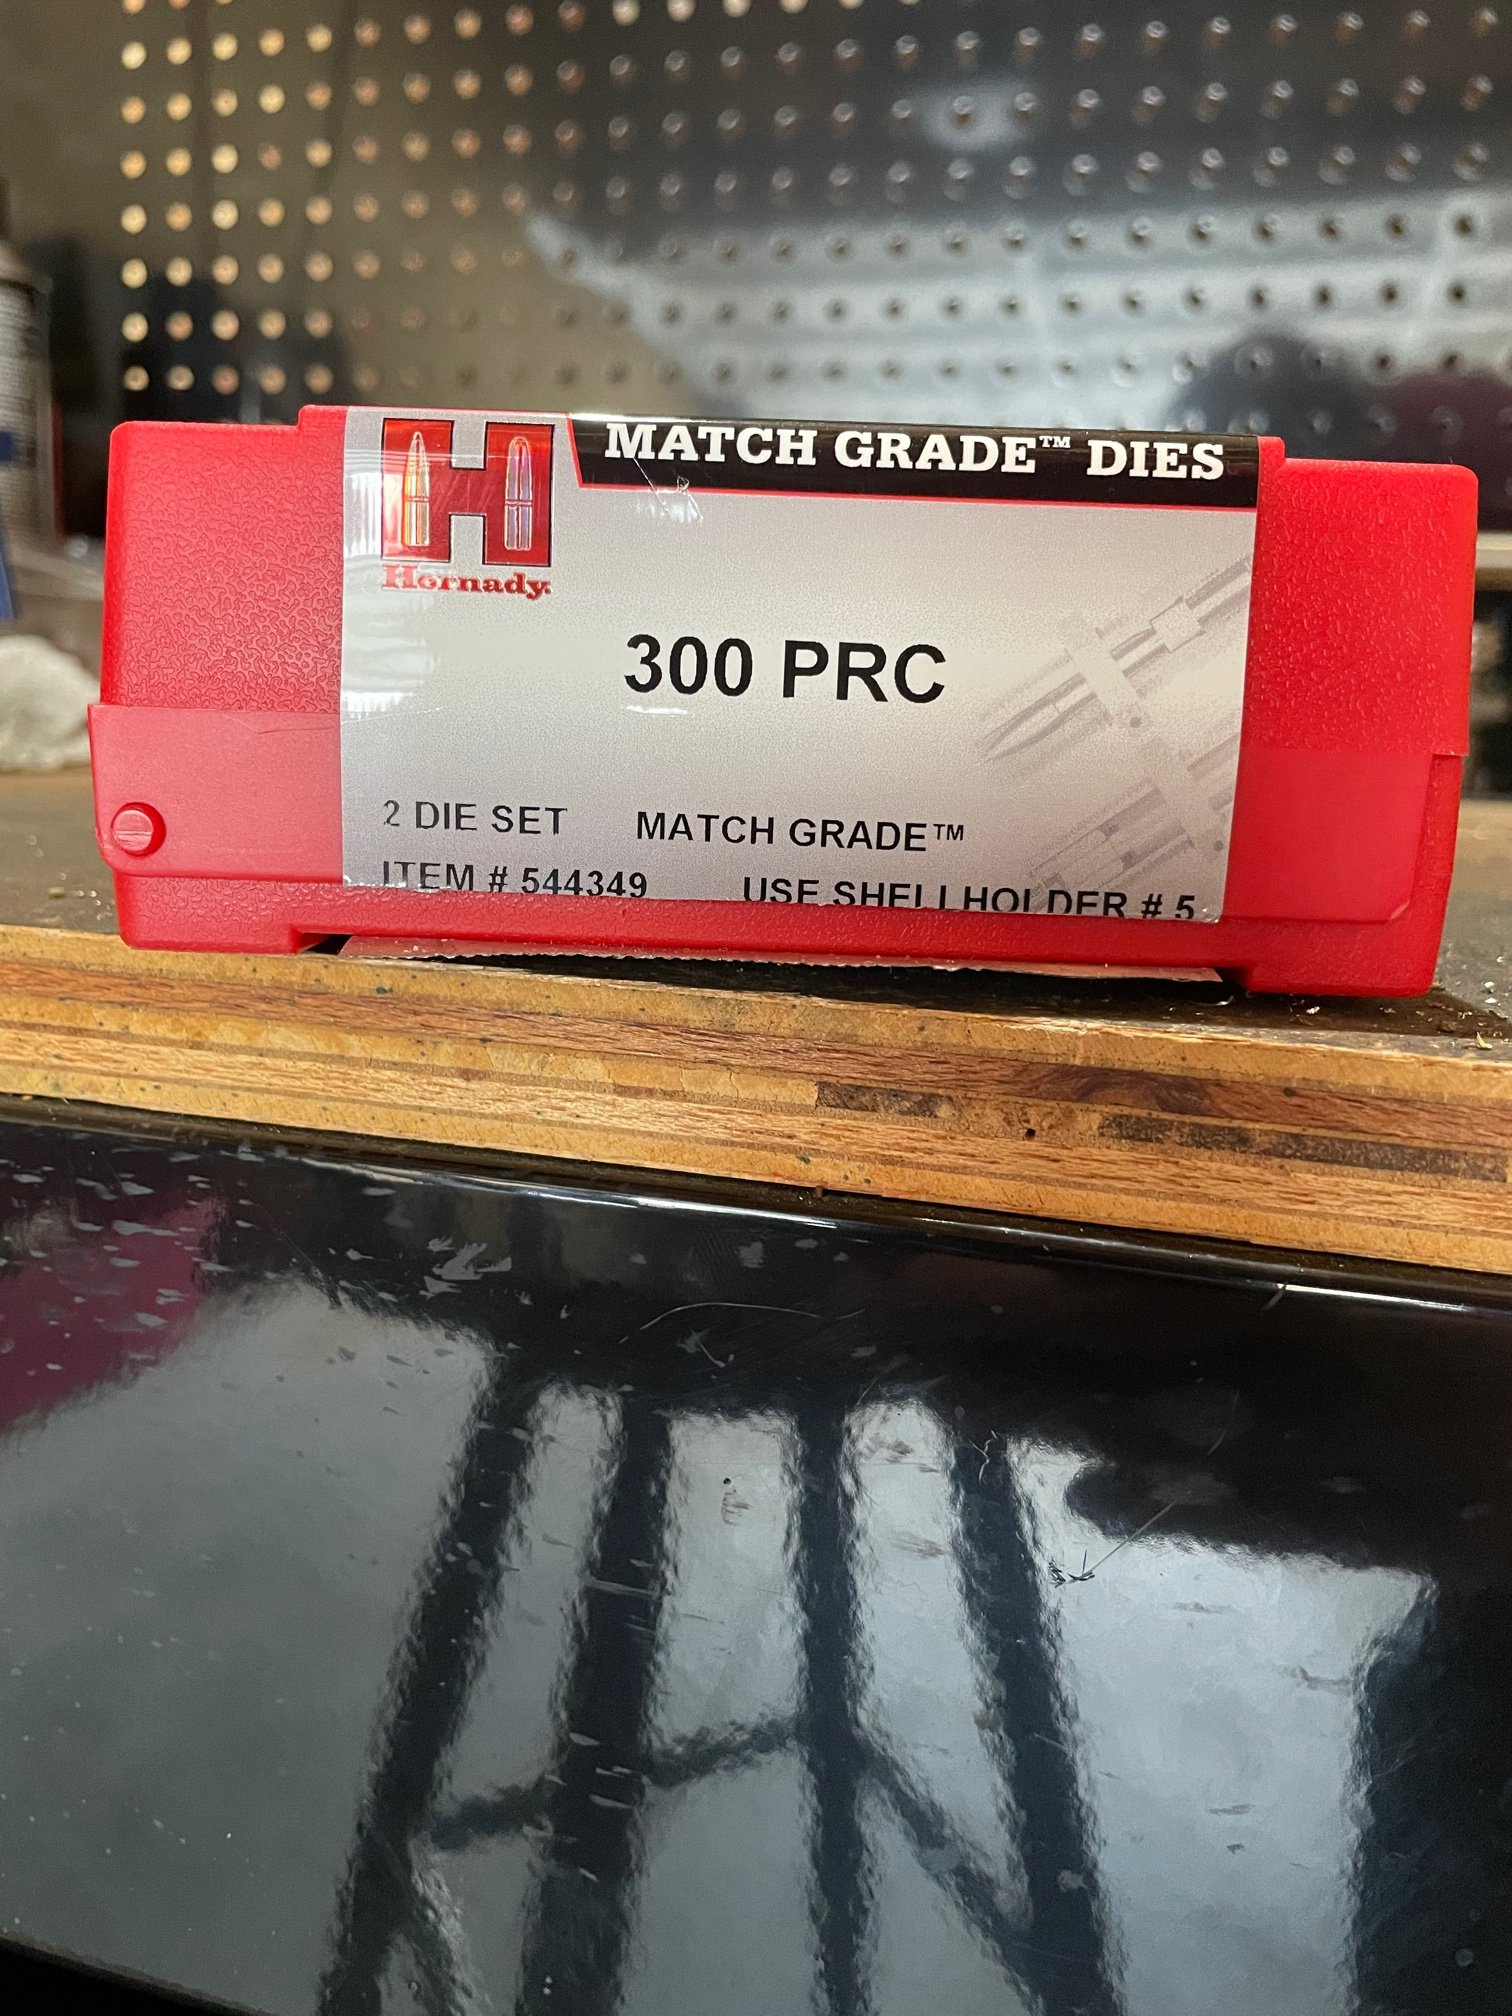 MATCH GRADE™ DIES
Hornady
300 PRC
2 DIE SET MATCH GRADE™
ITEM # 544349 USE SHELLHOLDER # 5